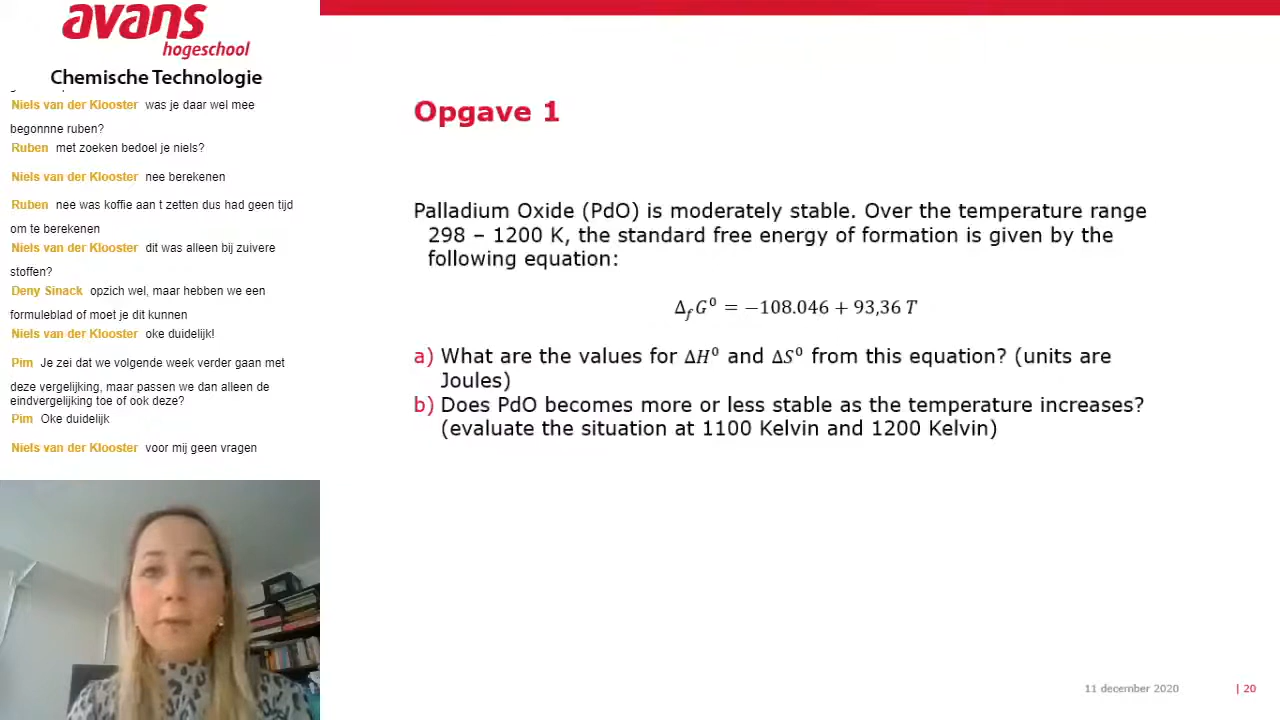 avans
hogeschool
Chemische Technologie
Niels van der Klooster was je daar wel mee
begonnne ruben?
Ruben met zoeken bedoel je niels?
Niels van der Klooster nee berekenen
Ruben nee was koffie aan t zetten dus had geen tijd
om te berekenen
Niels van der Klooster dit was alleen bij zuivere
stoffen?
Deny Sinack opzich wel, maar hebben we een
formuleblad of moet je dit kunnen
Niels van der Klooster oke duidelijk!
Pim Je zei dat we volgende week verder gaan met
deze vergelijking, maar passen we dan alleen de
eindvergelijking toe of ook deze?
Pim Oke duidelijk
Niels van der Klooster voor mij geen vragen
Opgave 1
Palladium Oxide (PdO) is moderately stable. Over the temperature range
298 – 1200 K, the standard free energy of formation is given by the
following equation:
Δ𝑓𝐺⁰ = −108.046 + 93,36 𝑇
a) What are the values for Δ𝐻⁰ and Δ𝑆⁰ from this equation? (units are
Joules)
b) Does PdO becomes more or less stable as the temperature increases?
(evaluate the situation at 1100 Kelvin and 1200 Kelvin)
11 december 2020 | 20